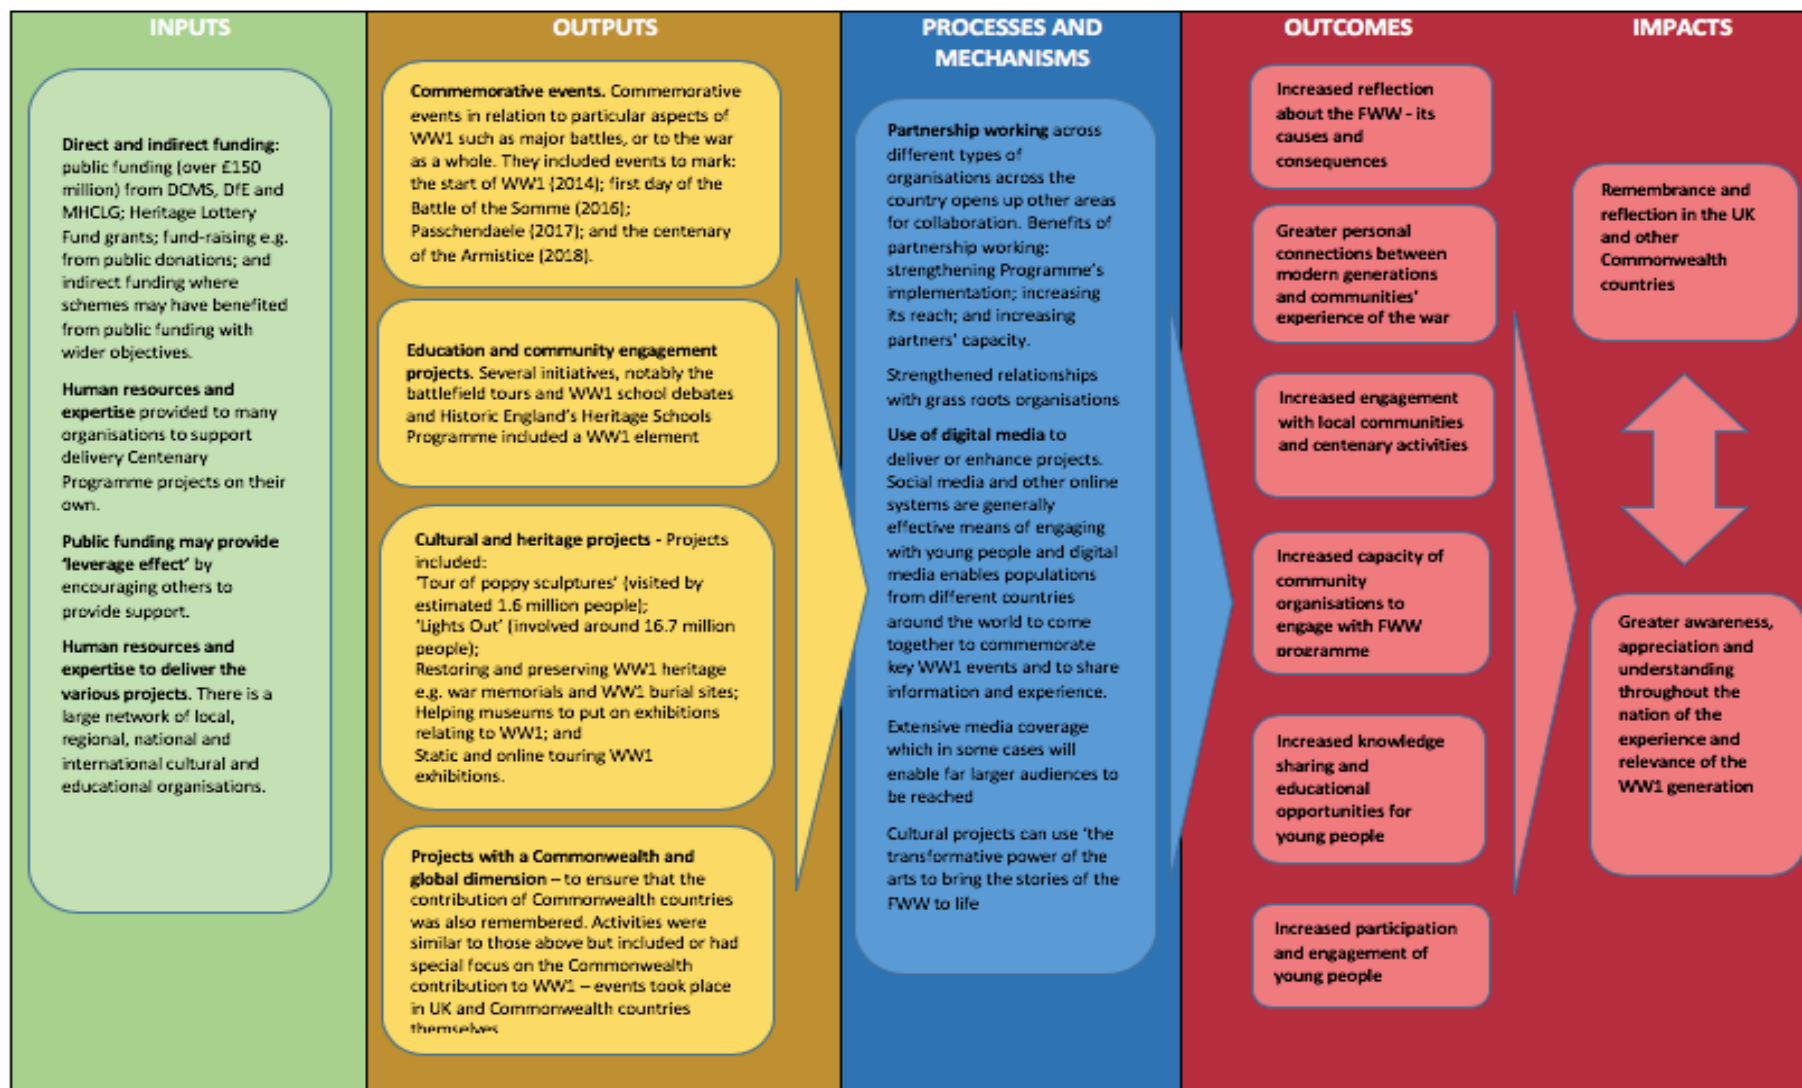 INPUTS
Direct and indirect funding:
public funding (over £150
million) from DCMS, DfE and
MHCLG; Heritage Lottery
Fund grants; fund-raising e.g.
from public donations; and
indirect funding where
schemes may have benefited
from public funding with
wider objectives.
Human resources and
expertise provided to many
organisations to support
delivery Centenary
Programme projects on their
own.
Public funding may provide
‘leverage effect’ by
encouraging others to
provide support.
Human resources and
expertise to deliver the
various projects. There is a
large network of local,
regional, national and
international cultural and
educational organisations.
OUTPUTS
Commemorative events. Commemorative
events in relation to particular aspects of
WW1 such as major battles, or to the war
as a whole. They included events to mark:
the start of WW1 (2014); first day of the
Battle of the Somme (2016);
Passchendaele (2017); and the centenary
of the Armistice (2018).
Education and community engagement
projects. Several initiatives, notably the
battlefield tours and WW1 school debates
and Historic England’s Heritage Schools
Programme included a WW1 element
Cultural and heritage projects - Projects
included:
‘Tour of poppy sculptures’ (visited by
estimated 1.6 million people);
‘Lights Out’ (involved around 16.7 million
people);
Restoring and preserving WW1 heritage
e.g. war memorials and WW1 burial sites;
Helping museums to put on exhibitions
relating to WW1; and
Static and online touring WW1
exhibitions.
Projects with a Commonwealth and
global dimension – to ensure that the
contribution of Commonwealth countries
was also remembered. Activities were
similar to those above but included or had
special focus on the Commonwealth
contribution to WW1 – events took place
in UK and Commonwealth countries
themselves
PROCESSES AND
MECHANISMS
Partnership working across
different types of
organisations across the
country opens up other areas
for collaboration. Benefits of
partnership working:
strengthening Programme’s
implementation; increasing
its reach; and increasing
partners’ capacity.
Strengthened relationships
with grass roots organisations
Use of digital media to
deliver or enhance projects.
Social media and other online
systems are generally
effective means of engaging
with young people and digital
media enables populations
from different countries
around the world to come
together to commemorate
key WW1 events and to share
information and experience.
Extensive media coverage
which in some cases will
enable far larger audiences to
be reached
Cultural projects can use ‘the
transformative power of the
arts to bring the stories of the
FWW to life
OUTCOMES
Increased reflection
about the FWW - its
causes and
consequences
Greater personal
connections between
modern generations
and communities’
experience of the war
Increased engagement
with local communities
and centenary activities
Increased capacity of
community
organisations to
engage with FWW
programme
Increased knowledge
sharing and
educational
opportunities for
young people
Increased participation
and engagement of
young people
IMPACTS
Remembrance and
reflection in the UK
and other
Commonwealth
countries
Greater awareness,
appreciation and
understanding
throughout the
nation of the
experience and
relevance of the
WW1 generation